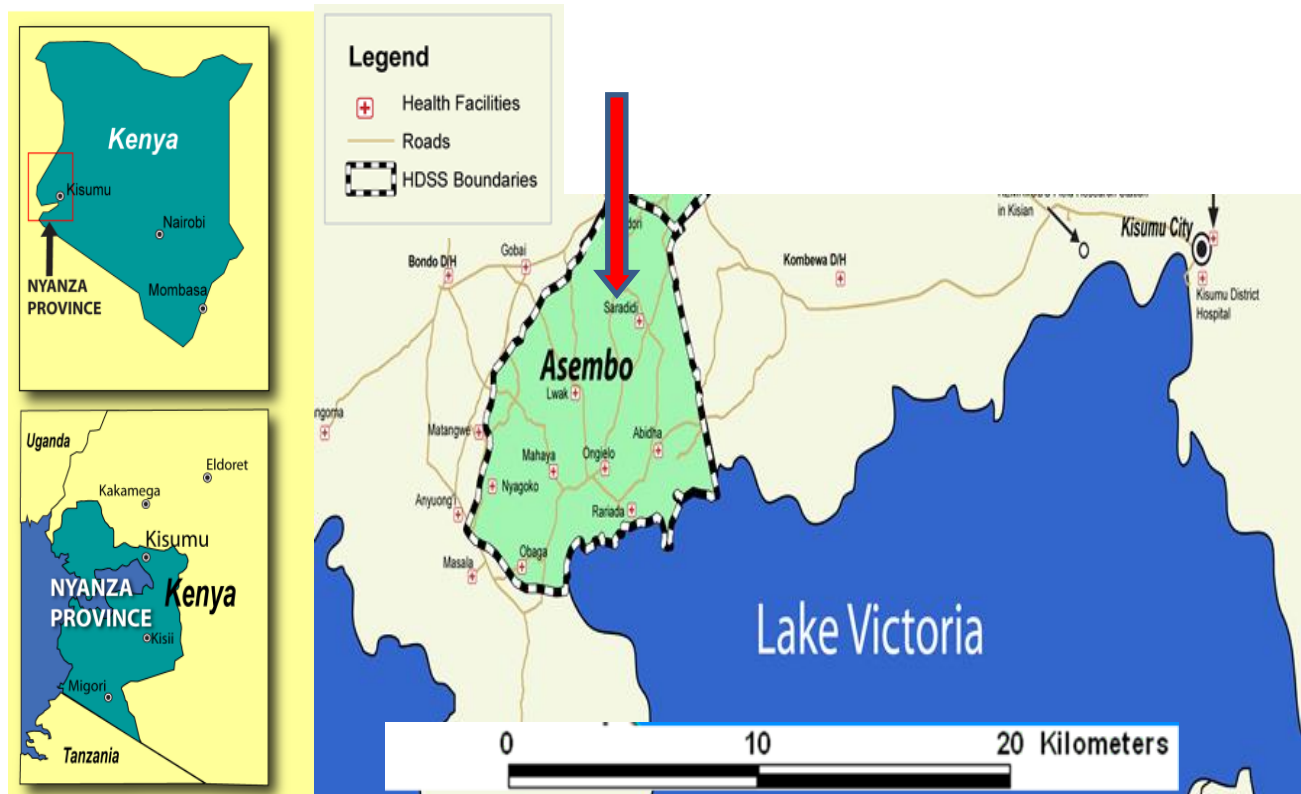 Kenya
Kisumu
Nairobi
Mombasa
NYANZA
PROVINCE
Uganda
Eldoret
Kakamega
Kisumu
NYANZA
PROVINCE
Kenya
Kisii
Migori
Tanzania
Legend
Health Facilities
Roads
HDSS Boundaries
in Kisian
Kisumu City
Kisumu District
Hospital
Kombewa D/H
Gobai
Bondo D/H
Saradidi
Asembo
Lwak
Matangwe
Abidha
Mahaya
Ongielo
Nyagoko
Anyuong'i
Rariada
Masala
Obaga
Lake Victoria
0 10 20 Kilometers